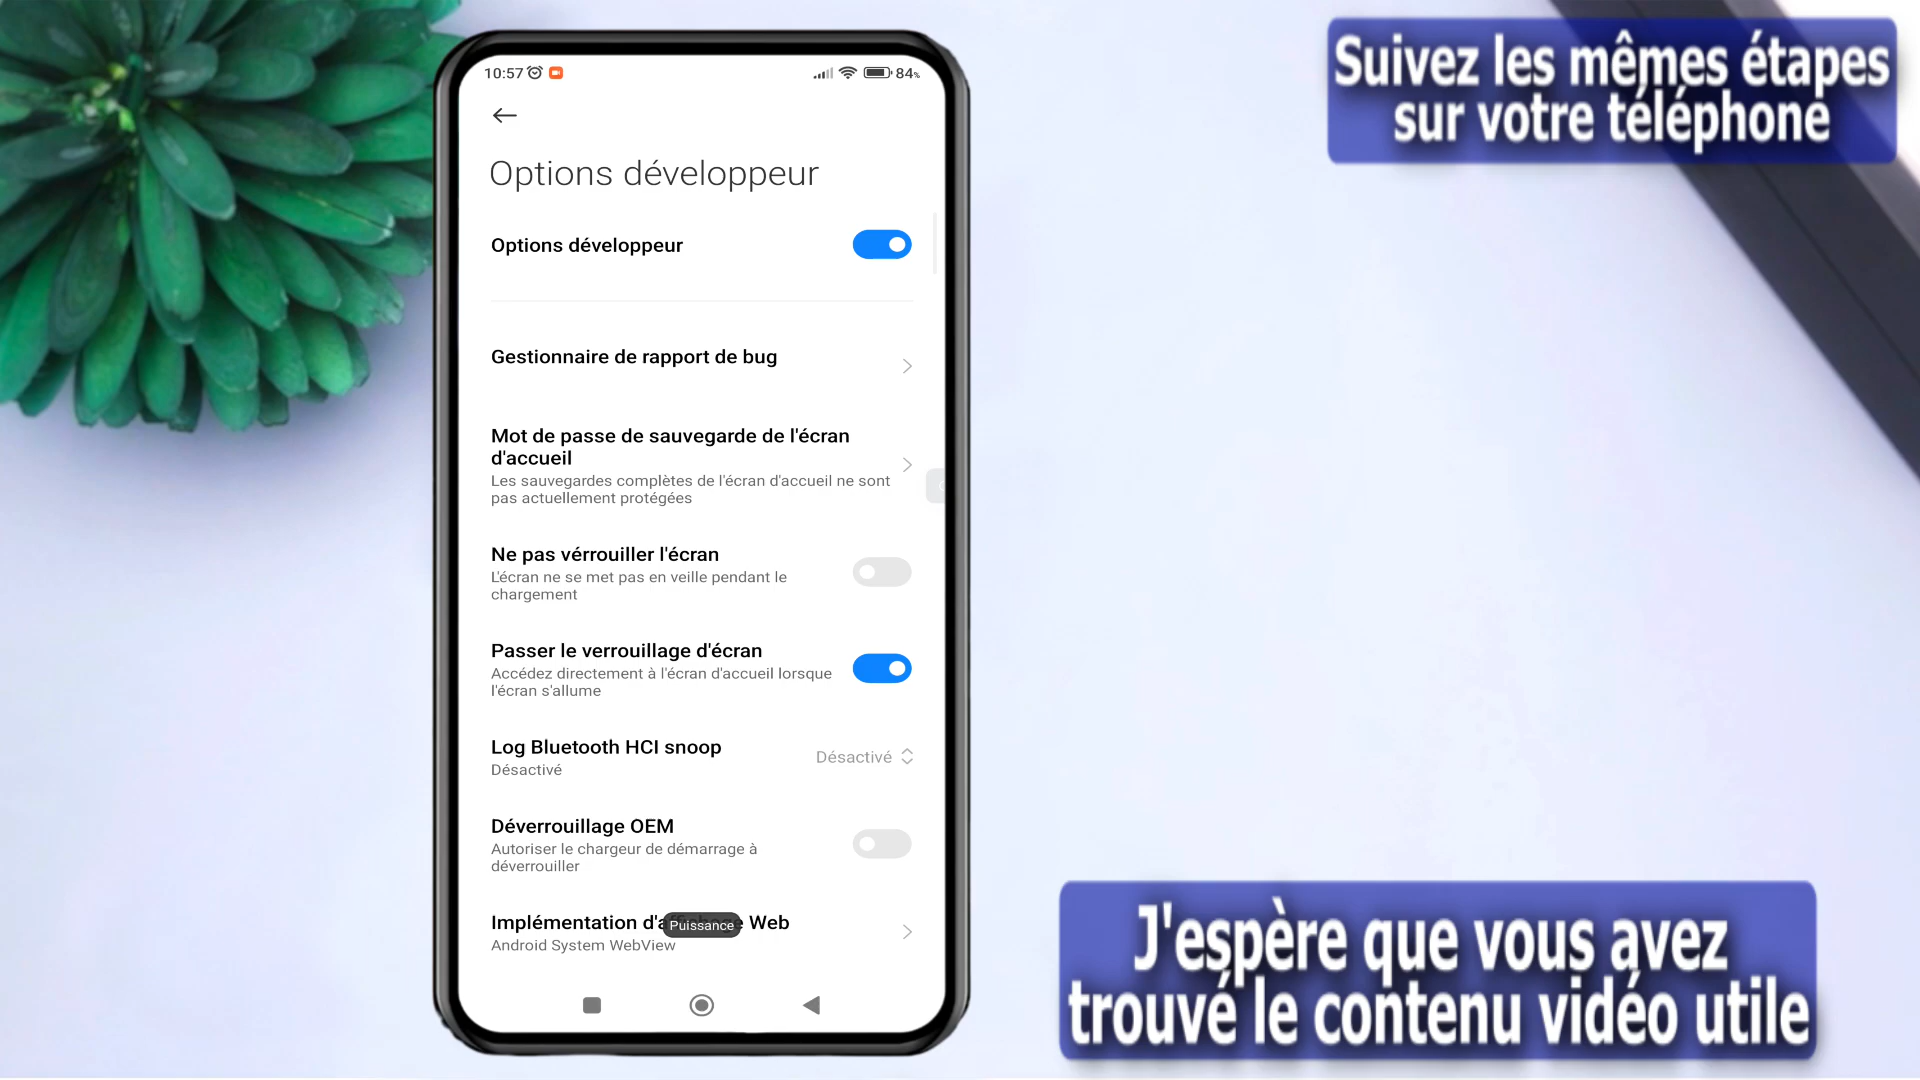 Suivez les mêmes étapes
sur votre téléphone
10:57
84%
Options développeur
Options développeur
Gestionnaire de rapport de bug
Mot de passe de sauvegarde de l'écran
d'accueil
Les sauvegardes complètes de l'écran d'accueil ne sont
pas actuellement protégées
Ne pas vérrouiller l'écran
L'écran ne se met pas en veille pendant le
chargement
Passer le verrouillage d'écran
Accédez directement à l'écran d'accueil lorsque
l'écran s'allume
Log Bluetooth HCI snoop
Désactivé
Désactivé
Déverrouillage OEM
Autoriser le chargeur de démarrage à
déverrouiller
Implémentation Web
Puissance
Android System WebView
J'espère que vous avez
trouvé le contenu vidéo utile